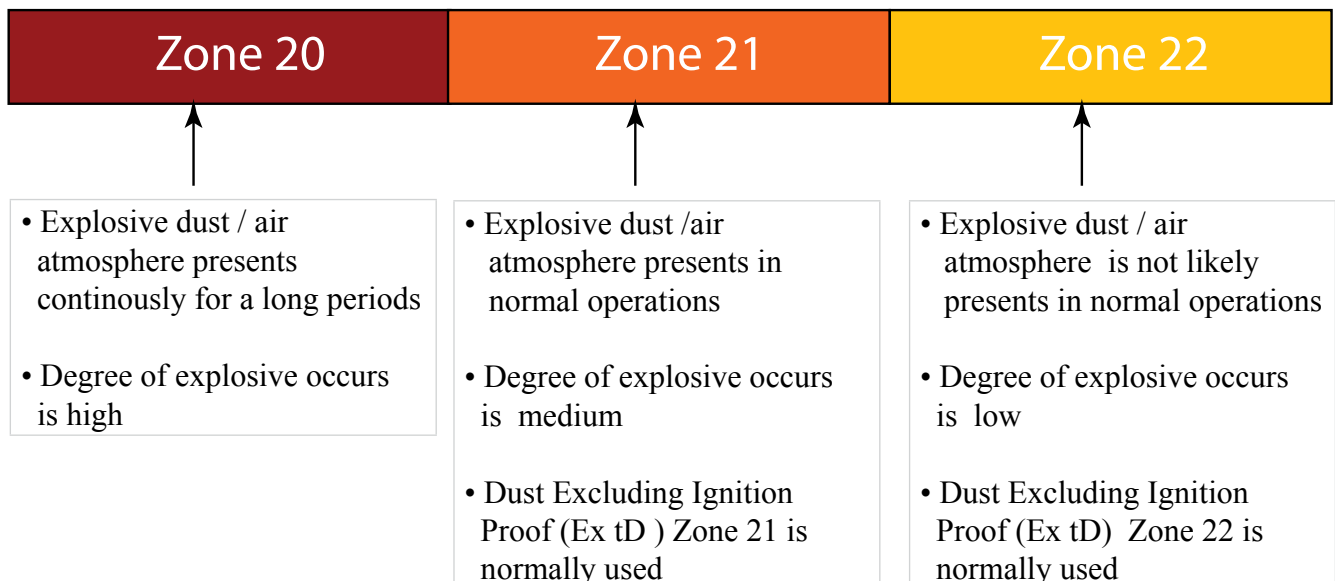 Zone 20
Zone 21
Zone 22
• Explosive dust / air
atmosphere presents
continously for a long periods
• Degree of explosive occurs
is high
• Explosive dust /air
atmosphere presents in
normal operations
• Degree of explosive occurs
is medium
• Dust Excluding Ignition
Proof (Ex tD ) Zone 21 is
normally used
• Explosive dust / air
atmosphere is not likely
presents in normal operations
• Degree of explosive occurs
is low
• Dust Excluding Ignition
Proof (Ex tD) Zone 22 is
normally used